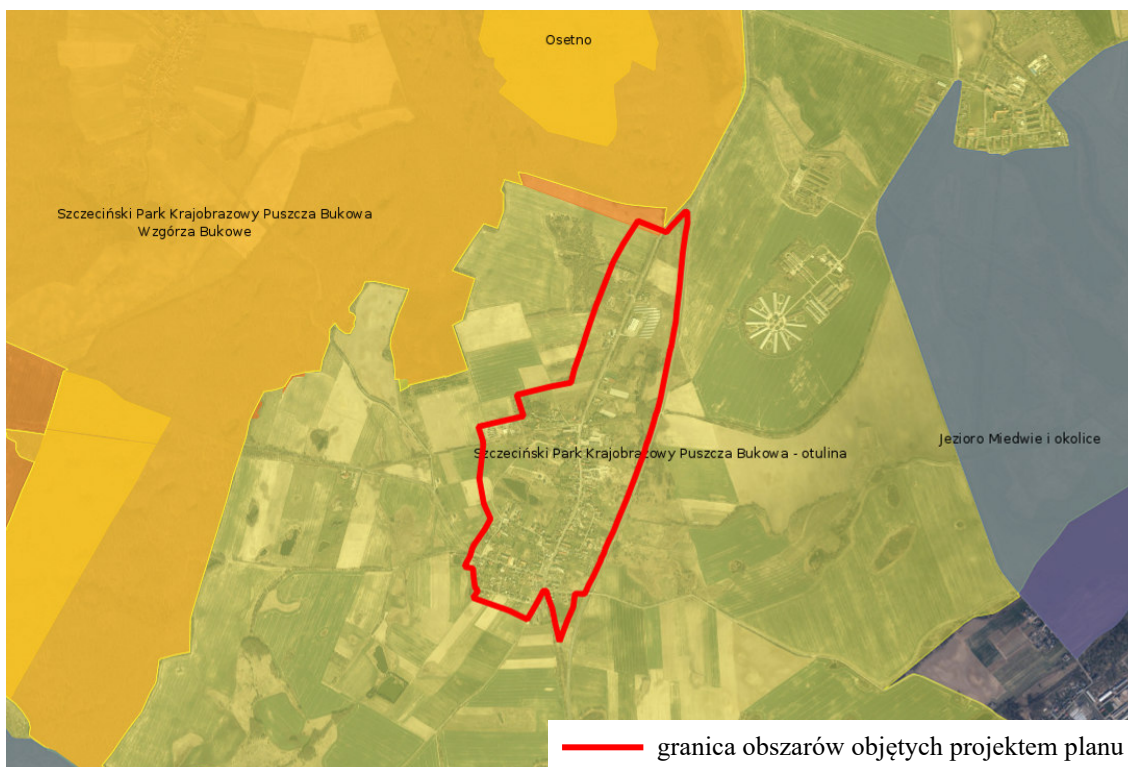 Osetno
Szczeciński Park Krajobrazowy Puszcza Bukowa
Wzgórza Bukowe
Jezioro Miedwie i okolice
Szczeciński Park Krajobrazowy Puszcza Bukowa - otulina
granica obszarów objętych projektem planu